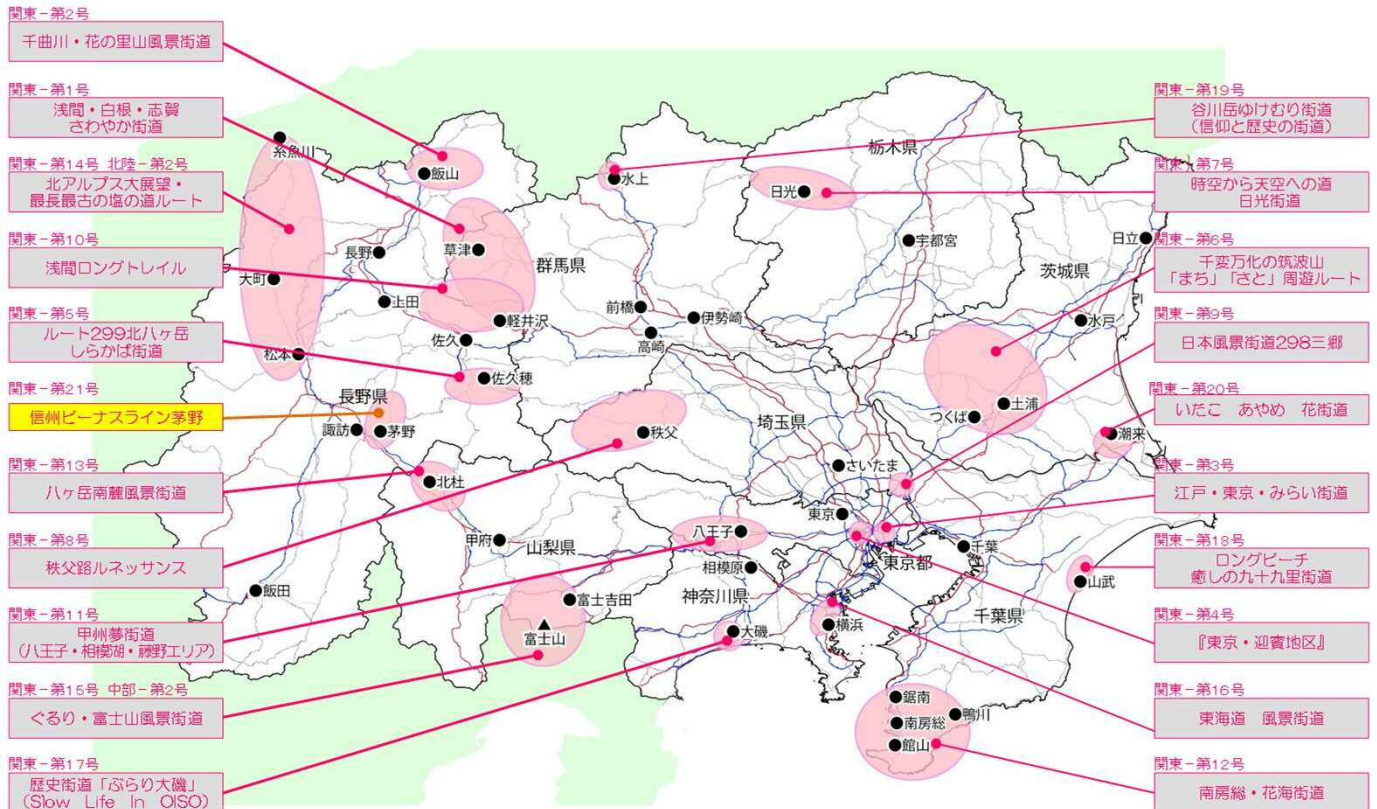 関東－第2号
千曲川・花の里山風景街道
関東－第1号
浅間・白根・志賀
さわやか街道
関東－第14号 北陸－第2号
北アルプス大展望・
最長最古の塩の道ルート
関東－第10号
浅間ロングトレイル
関東－第5号
ルート299北八ヶ岳
しらかば街道
関東－第21号
信州ビーナスライン茅野
関東－第13号
八ヶ岳南麓風景街道
関東－第8号
秩父路ルネッサンス
関東－第11号
甲州夢街道
（八王子・相模湖・藤野エリア）
関東－第15号 中部－第2号
ぐるり・富士山風景街道
関東－第17号
歴史街道「ぶらり大磯」
（Slow Life In OISO）
糸魚川
飯山
水上
日光
栃木県
宇都宮
日立
茨城県
長野
草津
群馬県
大町
上田
軽井沢
前橋
伊勢崎
高崎
水戸
佐久
松本
佐久穂
長野県
諏訪
茅野
秩父
埼玉県
つくば
土浦
潮来
北杜
さいたま
東京
甲府
山梨県
八王子
相模原
東京都
千葉
山武
飯田
富士吉田
神奈川県
千葉県
富士山
大磯
横浜
鋸南
南房総
鴨川
館山
関東－第19号
谷川岳ゆけむり街道
（信仰と歴史の街道）
関東－第7号
時空から天空への道
日光街道
関東－第6号
千変万化の筑波山
「まち」「さと」周遊ルート
関東－第9号
日本風景街道298三郷
関東－第20号
いたこ あやめ 花街道
関東－第3号
江戸・東京・みらい街道
関東－第18号
ロングビーチ
癒しの九十九里街道
関東－第4号
『東京・迎賓地区』
関東－第16号
東海道 風景街道
関東－第12号
南房総・花海街道